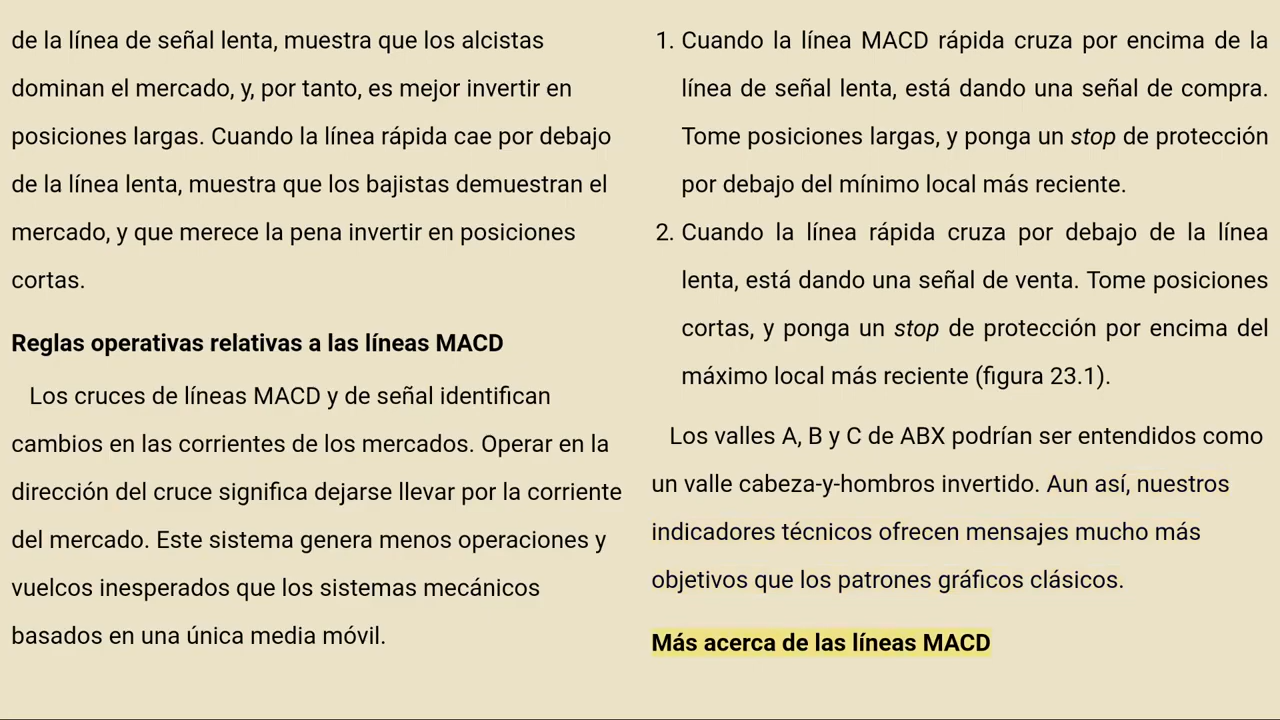 de la línea de señal lenta, muestra que los alcistas
dominan el mercado, y, por tanto, es mejor invertir en
posiciones largas. Cuando la línea rápida cae por debajo
de la línea lenta, muestra que los bajistas demuestran el
mercado, y que merece la pena invertir en posiciones
cortas.
Reglas operativas relativas a las líneas MACD
Los cruces de líneas MACD y de señal identifican
cambios en las corrientes de los mercados. Operar en la
dirección del cruce significa dejarse llevar por la corriente
del mercado. Este sistema genera menos operaciones y
vuelcos inesperados que los sistemas mecánicos
basados en una única media móvil.
1. Cuando la línea MACD rápida cruza por encima de la
línea de señal lenta, está dando una señal de compra.
Tome posiciones largas, y ponga un stop de protección
por debajo del mínimo local más reciente.
2. Cuando la línea rápida cruza por debajo de la línea
lenta, está dando una señal de venta. Tome posiciones
cortas, y ponga un stop de protección por encima del
máximo local más reciente (figura 23.1).
Los valles A, B y C de ABX podrían ser entendidos como
un valle cabeza-y-hombros invertido. Aun así, nuestros
indicadores técnicos ofrecen mensajes mucho más
objetivos que los patrones gráficos clásicos.
Más acerca de las líneas MACD